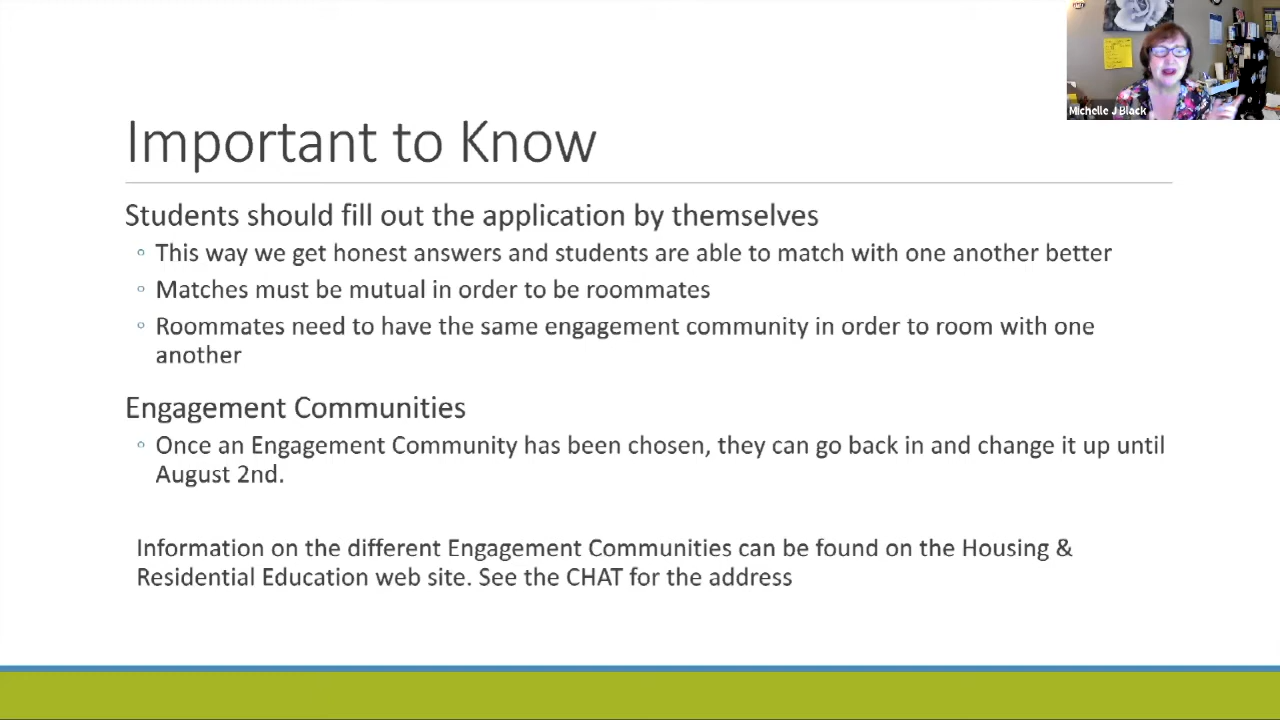 Michelle J Black
Important to Know
Students should fill out the application by themselves
This way we get honest answers and students are able to match with one another better
Matches must be mutual in order to be roommates
Roommates need to have the same engagement community in order to room with one
another
Engagement Communities
Once an Engagement Community has been chosen, they can go back in and change it up until
August 2nd.
Information on the different Engagement Communities can be found on the Housing &
Residential Education web site. See the CHAT for the address